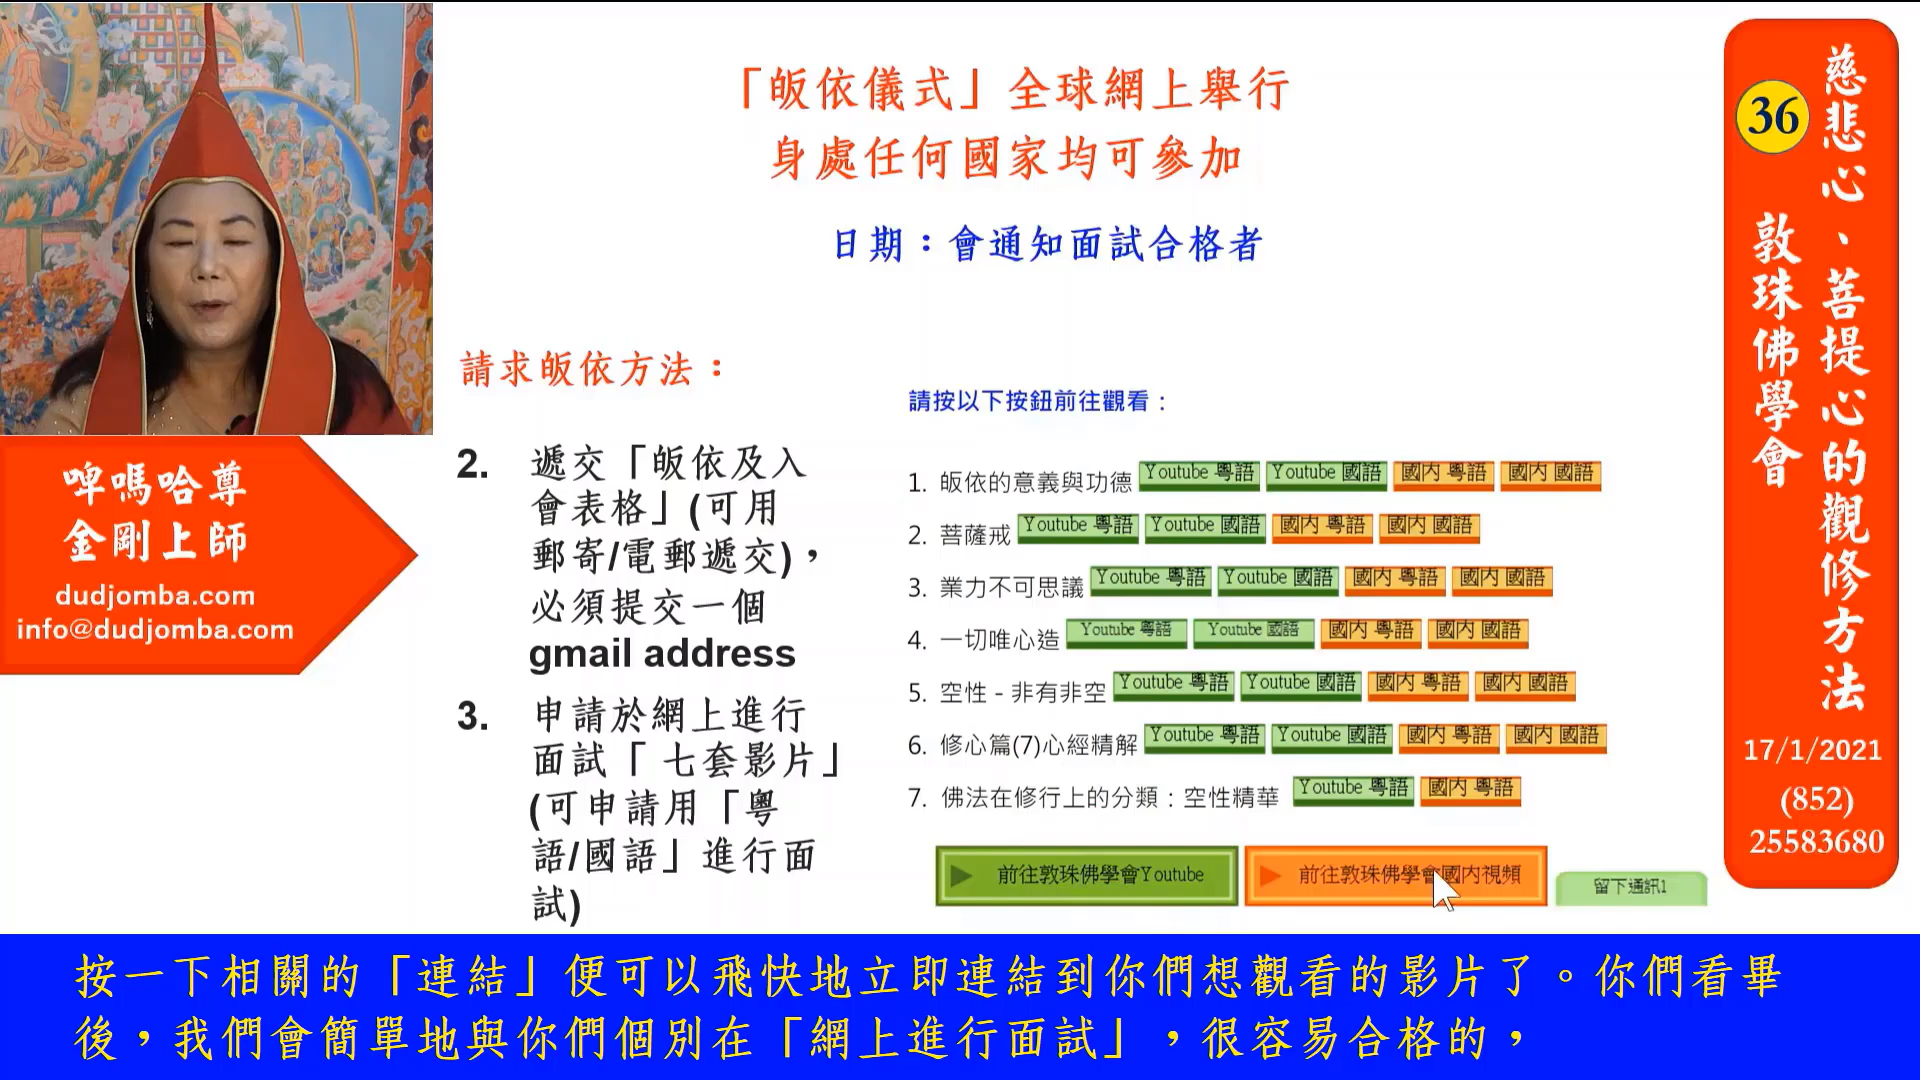 「皈依儀式」全球網上舉行
身處任何國家均可參加
日期：會通知面試合格者
請求皈依方法：
2. 遞交「皈依及入
會表格」(可用
郵寄/電郵遞交)，
必須提交一個
gmail address
3. 申請於網上進行
面試「七套影片」
(可申請用「粵
語/國語」進行面
試)
請按以下按鈕前往觀看：
1. 皈依的意義與功德 Youtube 粵語 Youtube 國語 國內 粵語 國內 國語
2. 菩薩戒 Youtube 粵語 Youtube 國語 國內 粵語 國內 國語
3. 業力不可思議 Youtube 粵語 Youtube 國語 國內 粵語 國內 國語
4. 一切唯心造 Youtube 粵語 Youtube 國語 國內 粵語 國內 國語
5. 空性 - 非有非空 Youtube 粵語 Youtube 國語 國內 粵語 國內 國語
6. 修心篇(7)心經精解 Youtube 粵語 Youtube 國語 國內 粵語 國內 國語
7. 佛法在修行上的分類：空性精華 Youtube 粵語 國內 粵語
前往敦珠佛學會Youtube
前往敦珠佛學會國內視頻
留下通訊1
啤嗎哈尊
金剛上師
dudjomba.com
info@dudjomba.com
慈悲心、菩提心的觀修方法
36
敦珠佛學會
17/1/2021
(852)
25583680
按一下相關的「連結」便可以飛快地立即連結到你們想觀看的影片了。你們看畢
後，我們會簡單地與你們個別在「網上進行面試」，很容易合格的，